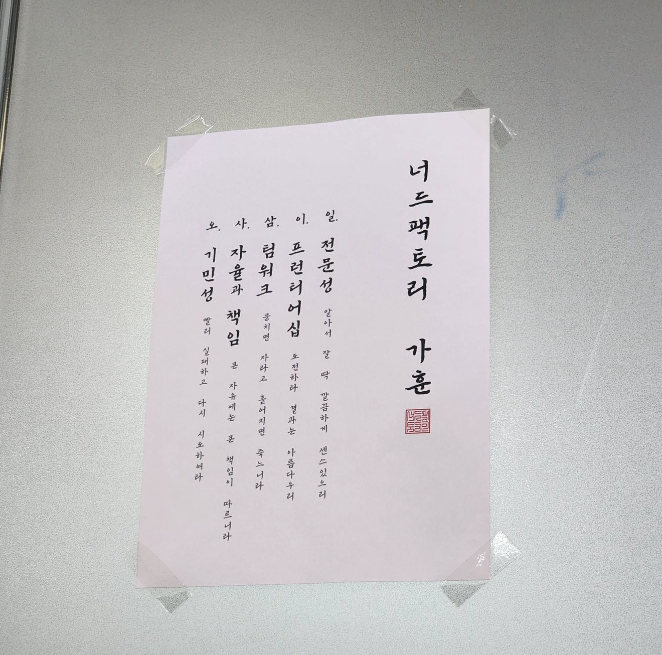 너드팩토리 가훈
일. 전문성 알아서 잘 딱 깔끔하게 센스있느리
이. 프런티어십 도전하라 결과는 아름다우리
삼. 팀워크 뭉치면 자라고 흩어지면 죽느니라
사. 자율과 책임 큰 자유에는 큰 책임이 따르니라
오. 기민성 빨리 실패하고 다시 시도하여라